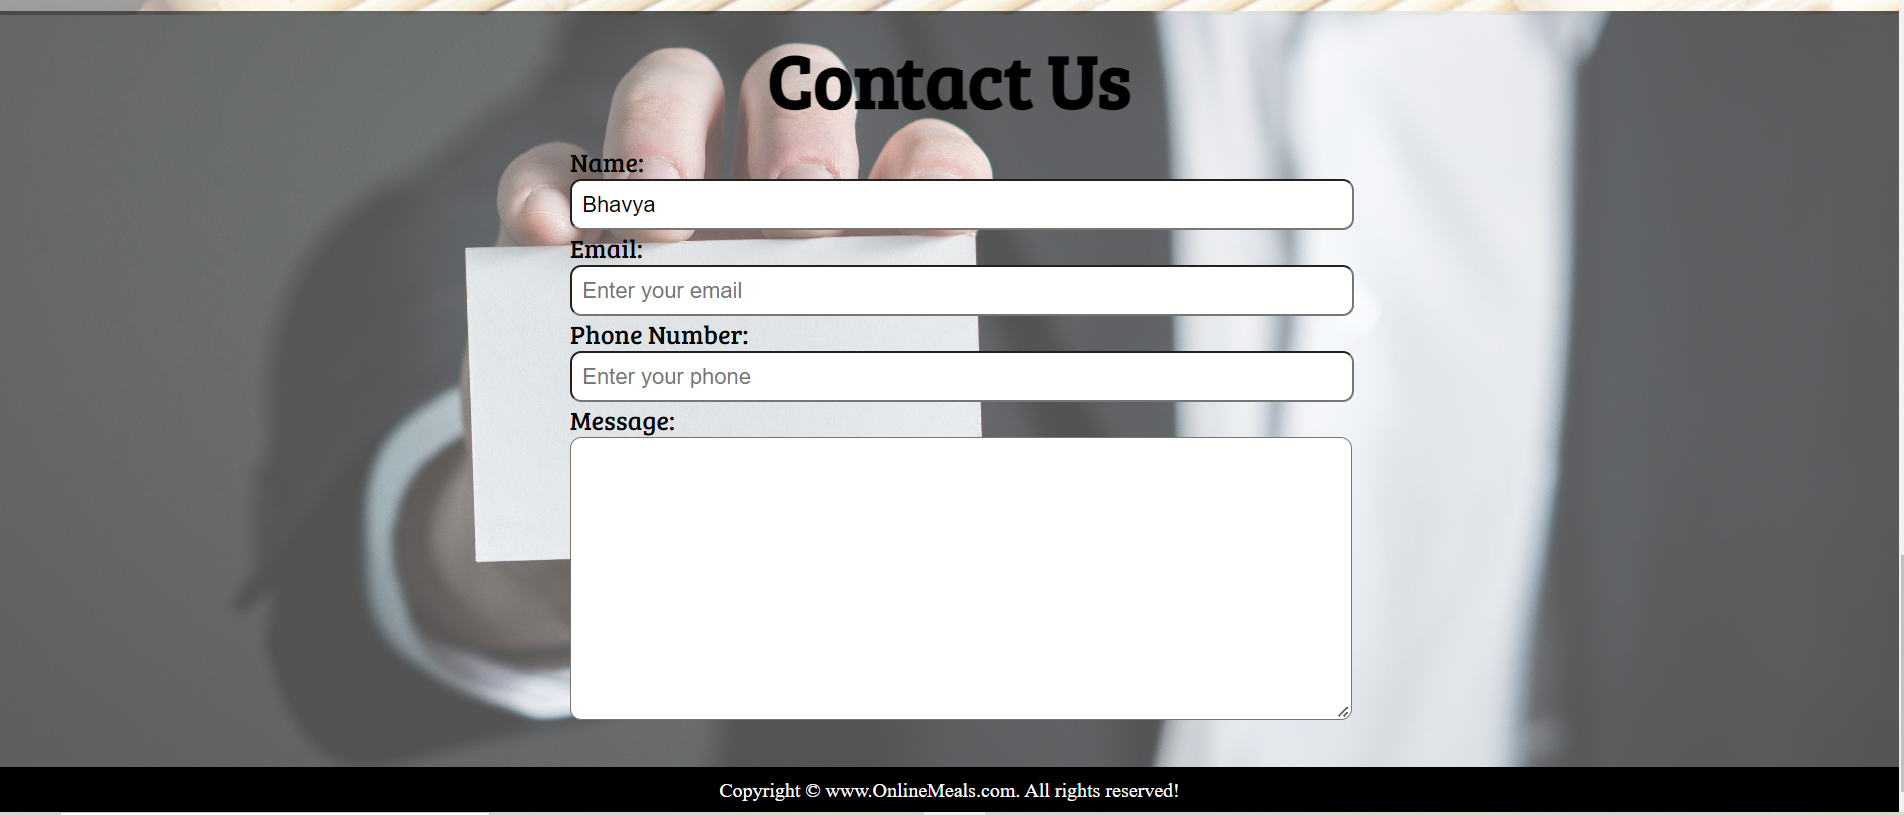 Contact Us
Name:
Bhavya
Email:
Enter your email
Phone Number:
Enter your phone
Message:
Copyright © www.OnlineMeals.com. All rights reserved!